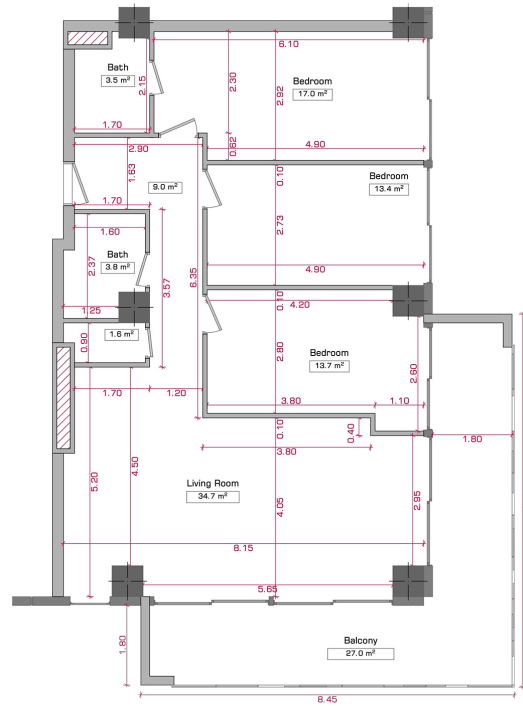 6.10
Bath
3.5 m²
2.15
2.30
2.92
Bedroom
17.0 m²
1.70
2.90
0.62
4.90
1.63
9.0 m²
0.10
Bedroom
13.4 m²
1.70
1.60
2.73
2.37
Bath
3.8 m²
3.57
6.35
4.90
1.25
0.10
4.20
0.90
1.6 m²
2.80
Bedroom
13.7 m²
2.60
1.70
1.20
3.80
1.10
0.10
0.40
1.80
3.80
5.20
4.50
Living Room
34.7 m²
4.05
2.95
8.15
5.65
1.80
Balcony
27.0 m²
8.45